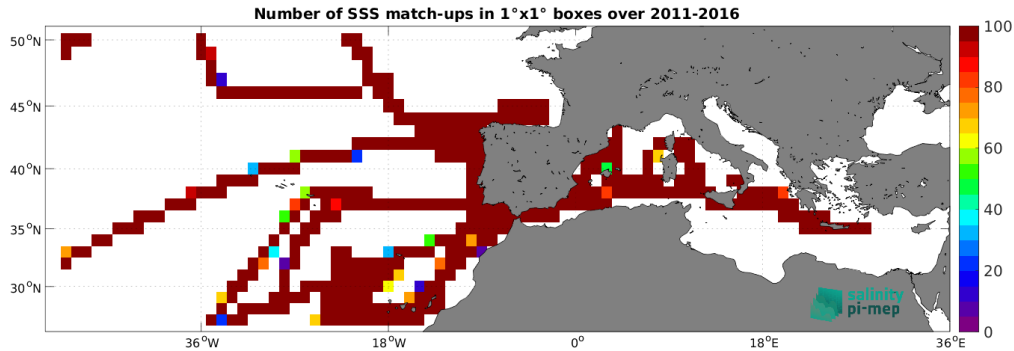 Number of SSS match-ups in 1°x1° boxes over 2011-2016
50°N
45°N
40°N
35°N
30°N
36°W
18°W
0°
18°E
36°E
100
80
60
40
20
0
salinity
pi-mep